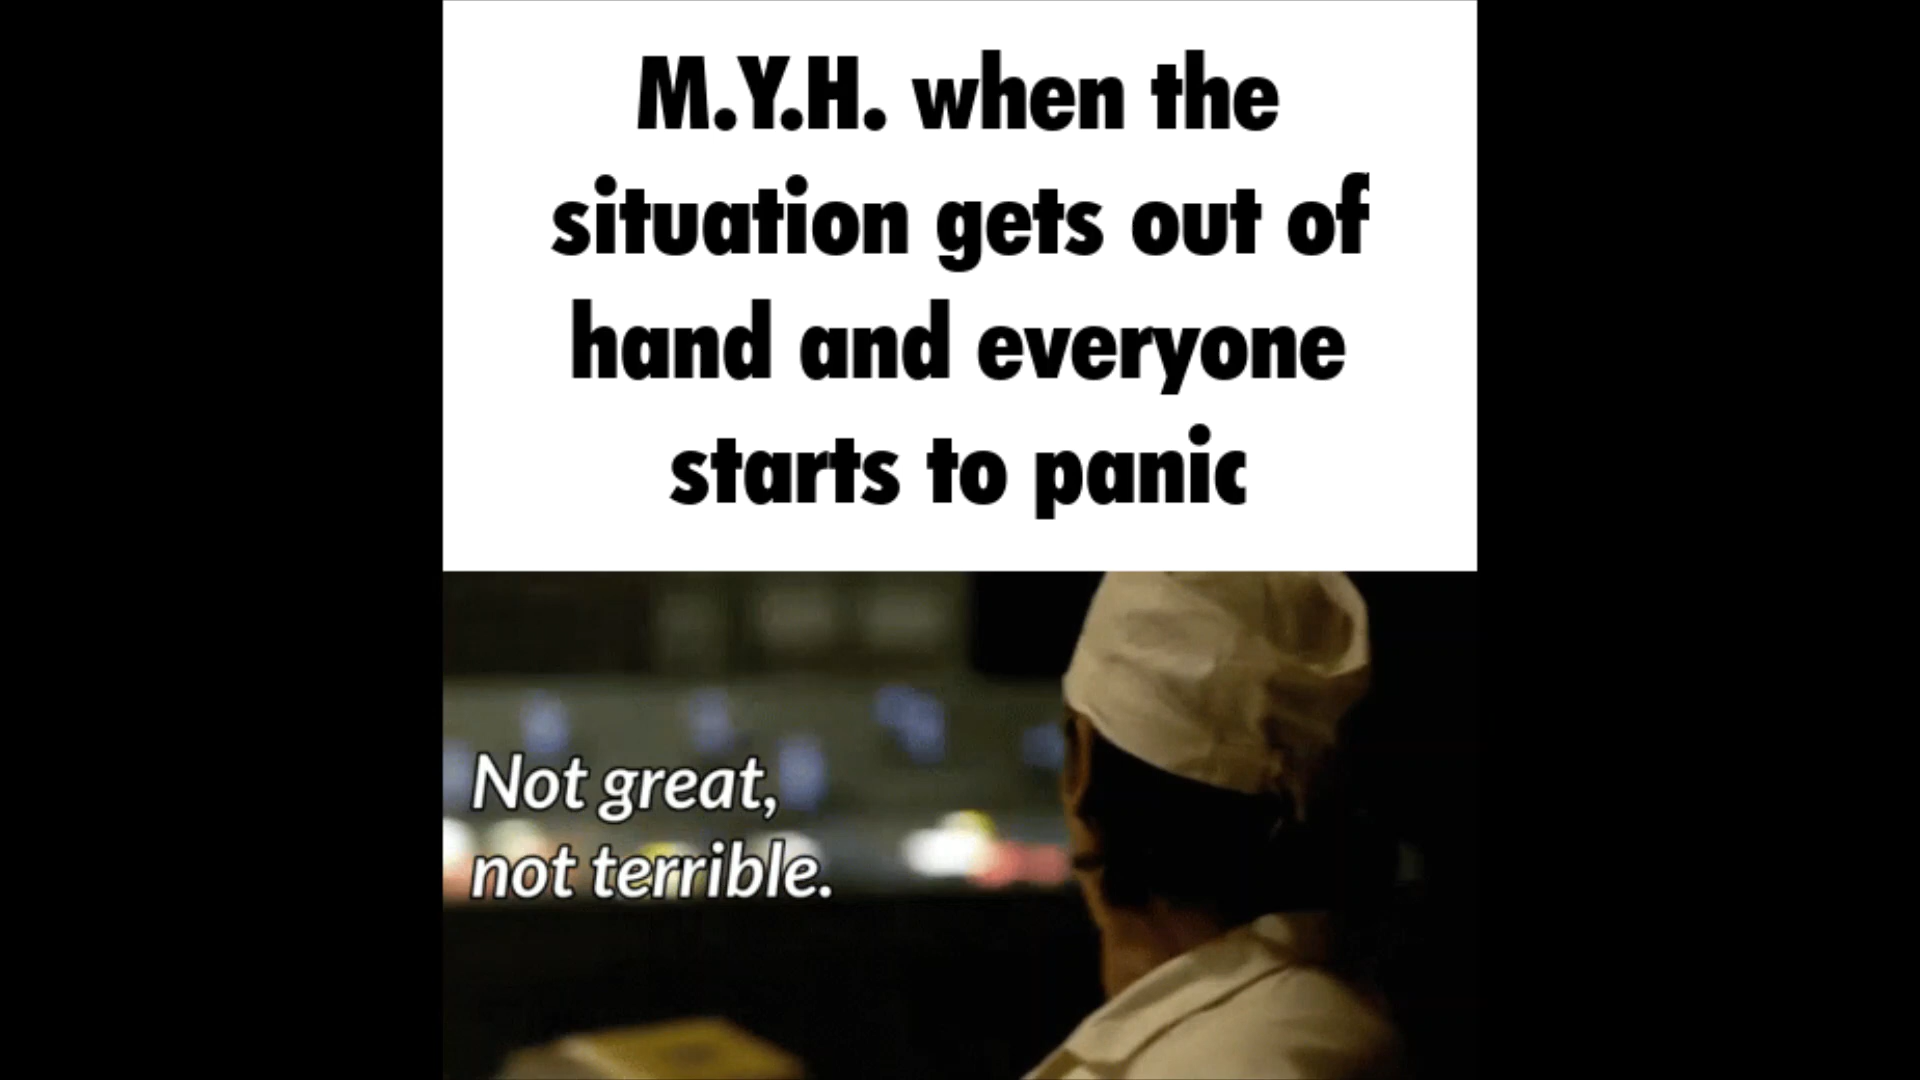 M.Y.H. when the
situation gets out of
hand and everyone
starts to panic
Not great,
not terrible.